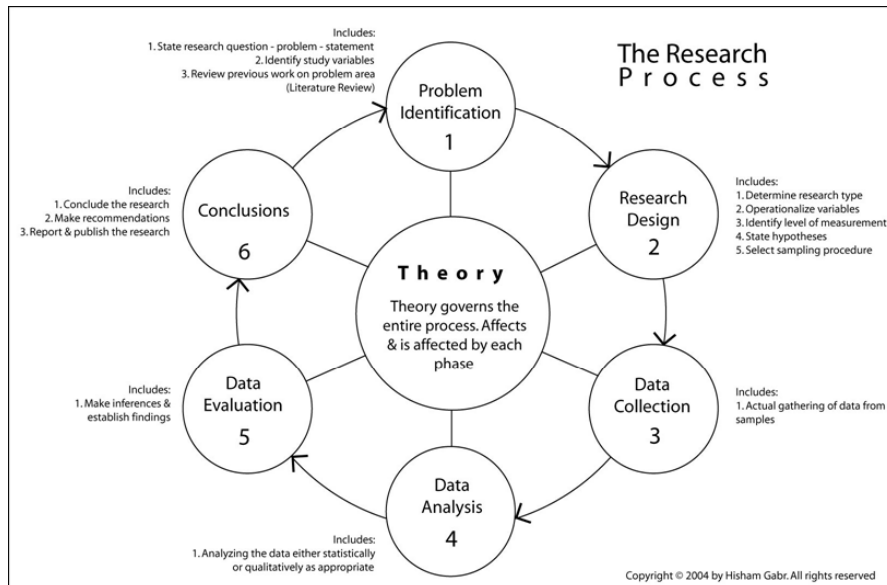 The Research
Process
Includes:
1. State research question - problem - statement
2. Identify study variables
3. Review previous work on problem area
(Literature Review)
Problem
Identification
1
Research
Design
2
Includes:
1. Determine research type
2. Operationalize variables
3. Identify level of measurement
4. State hypotheses
5. Select sampling procedure
Data
Collection
3
Includes:
1. Actual gathering of data from
samples
Data
Analysis
4
Includes:
1. Analyzing the data either statistically
or qualitatively as appropriate
Data
Evaluation
5
Includes:
1. Make inferences &
establish findings
Conclusions
6
Includes:
1. Conclude the research
2. Make recommendations
3. Report & publish the research
Theory
Theory governs the
entire process. Affects
& is affected by each
phase
Copyright © 2004 by Hisham Gabr. All rights reserved